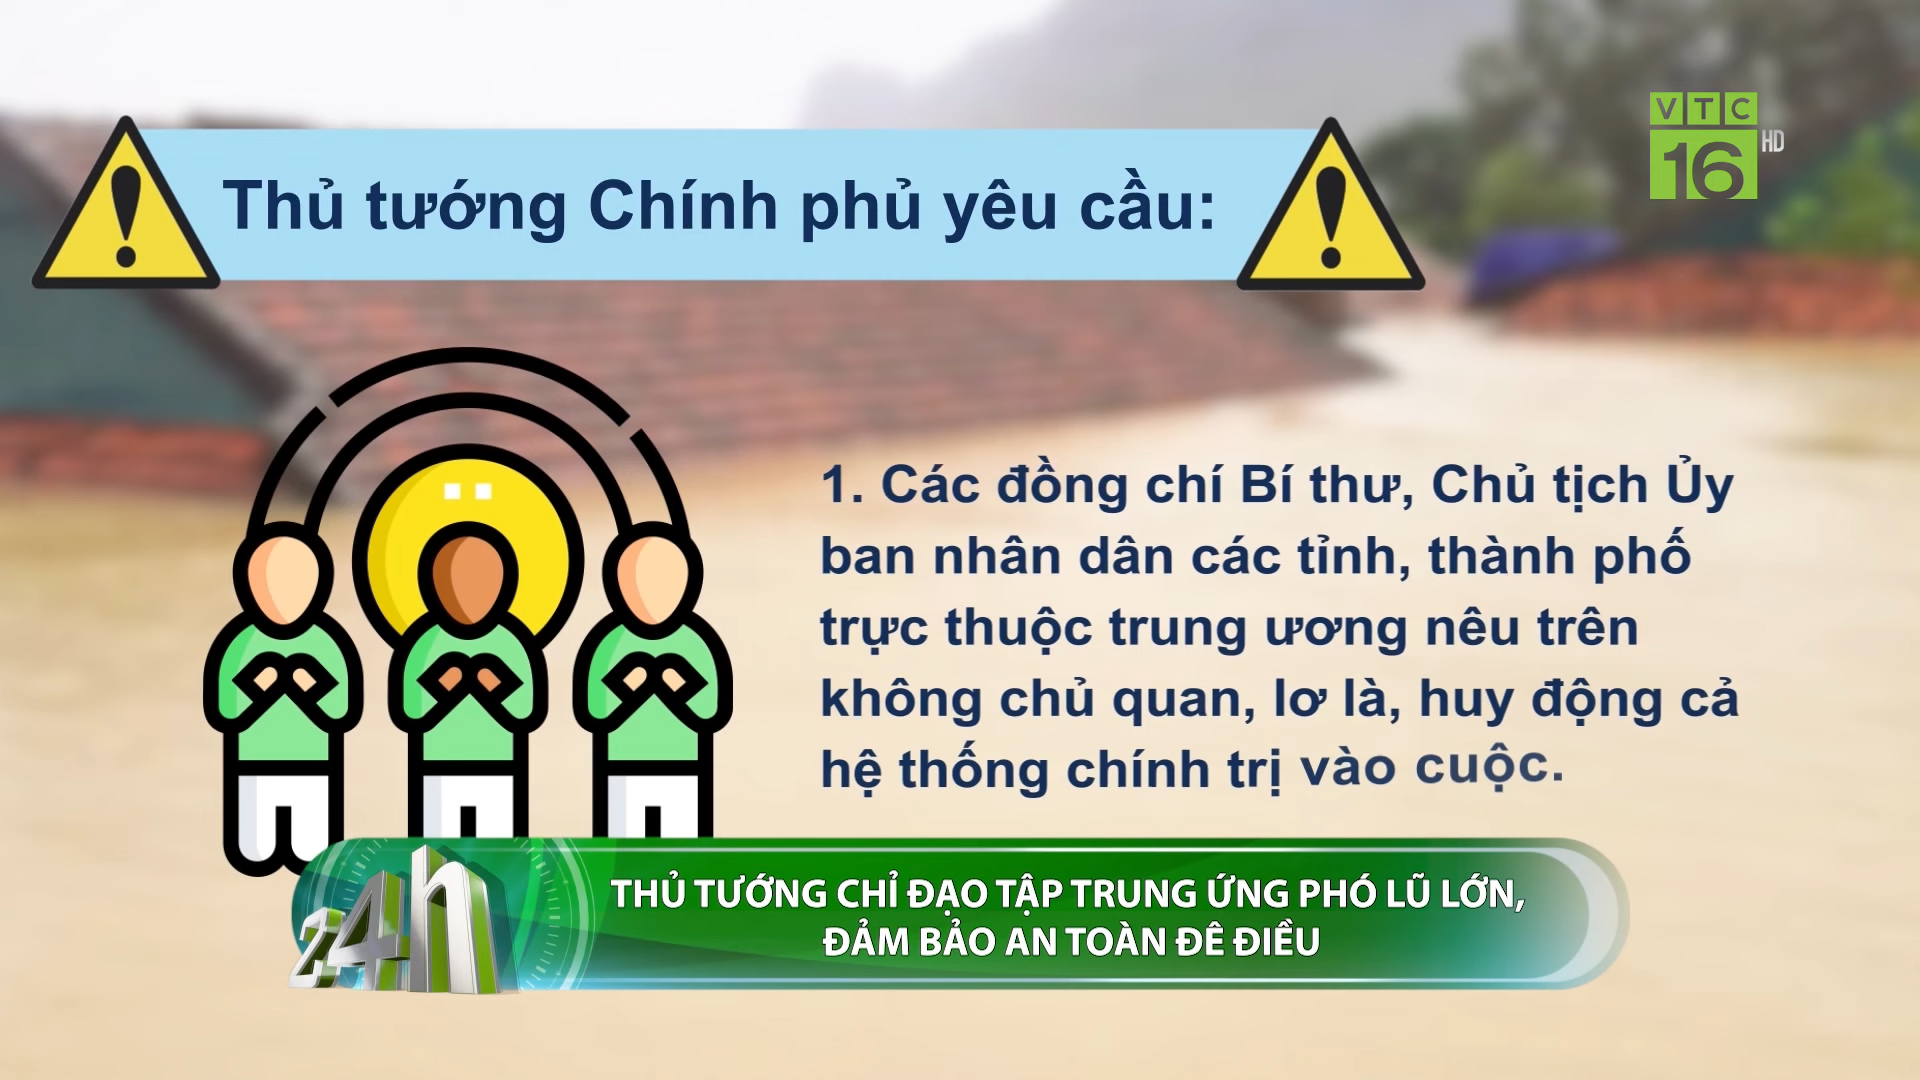 VTC
16
HD
Thủ tướng Chính phủ yêu cầu:
1. Các đồng chí Bí thư, Chủ tịch Ủy
ban nhân dân các tỉnh, thành phố
trực thuộc trung ương nêu trên
không chủ quan, lơ là, huy động cả
hệ thống chính trị vào cuộc.
24h
THỦ TƯỚNG CHỈ ĐẠO TẬP TRUNG ỨNG PHÓ LŨ LỚN,
ĐẢM BẢO AN TOÀN ĐÊ ĐIỀU